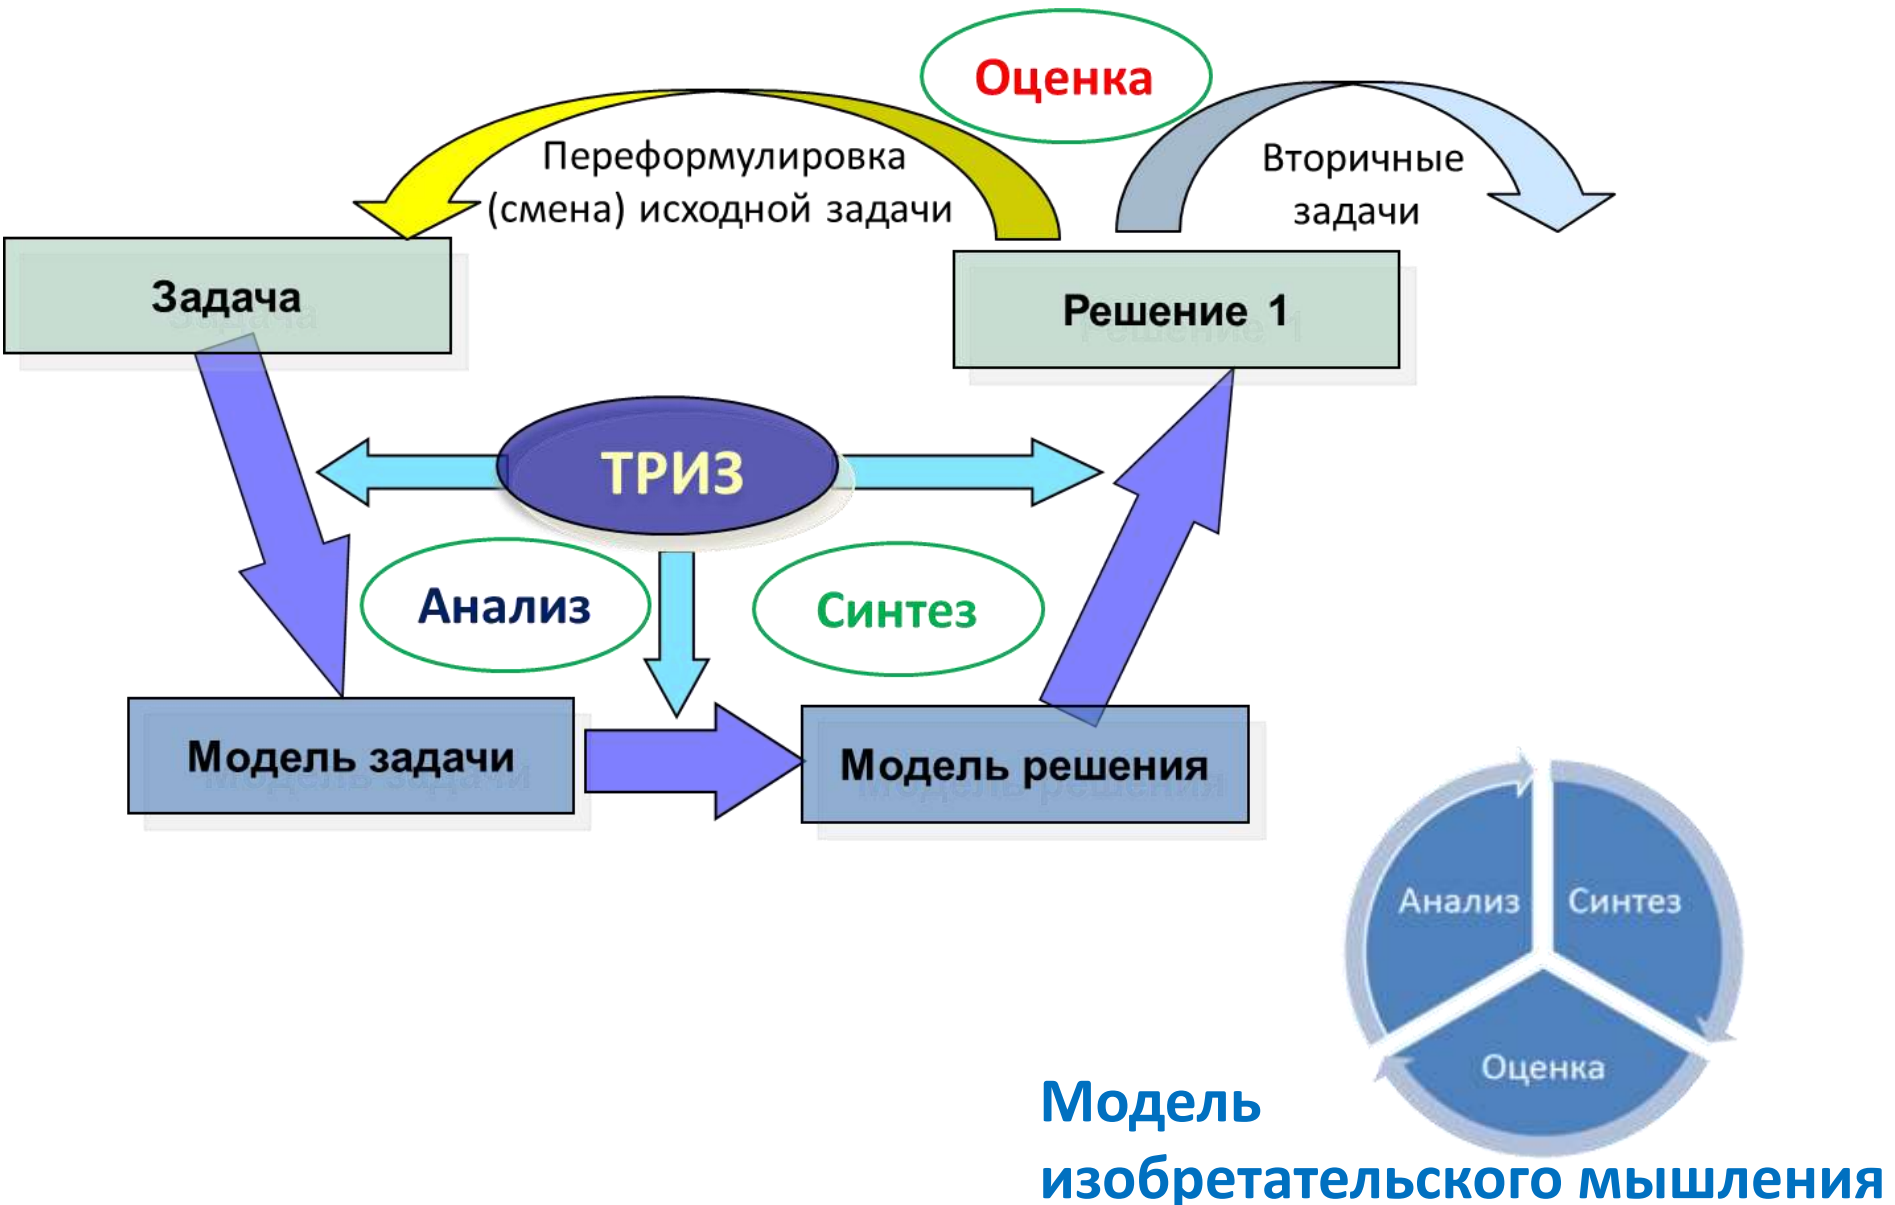 Оценка
Переформулировка
(смена) исходной задачи
Вторичные
задачи
Задача
Решение 1
ТРИЗ
Анализ
Синтез
Модель задачи
Модель решения
Анализ
Синтез
Оценка
Модель
изобретательского мышления